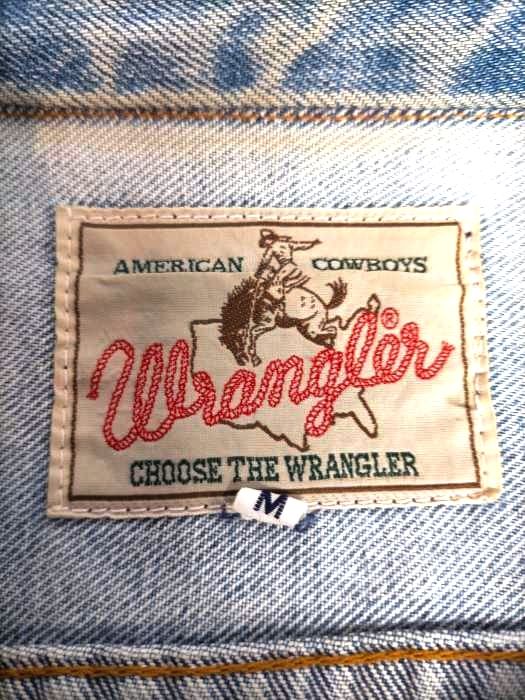 AMERICAN COWBOYS
Wrangler®
CHOOSE THE WRANGLER
M